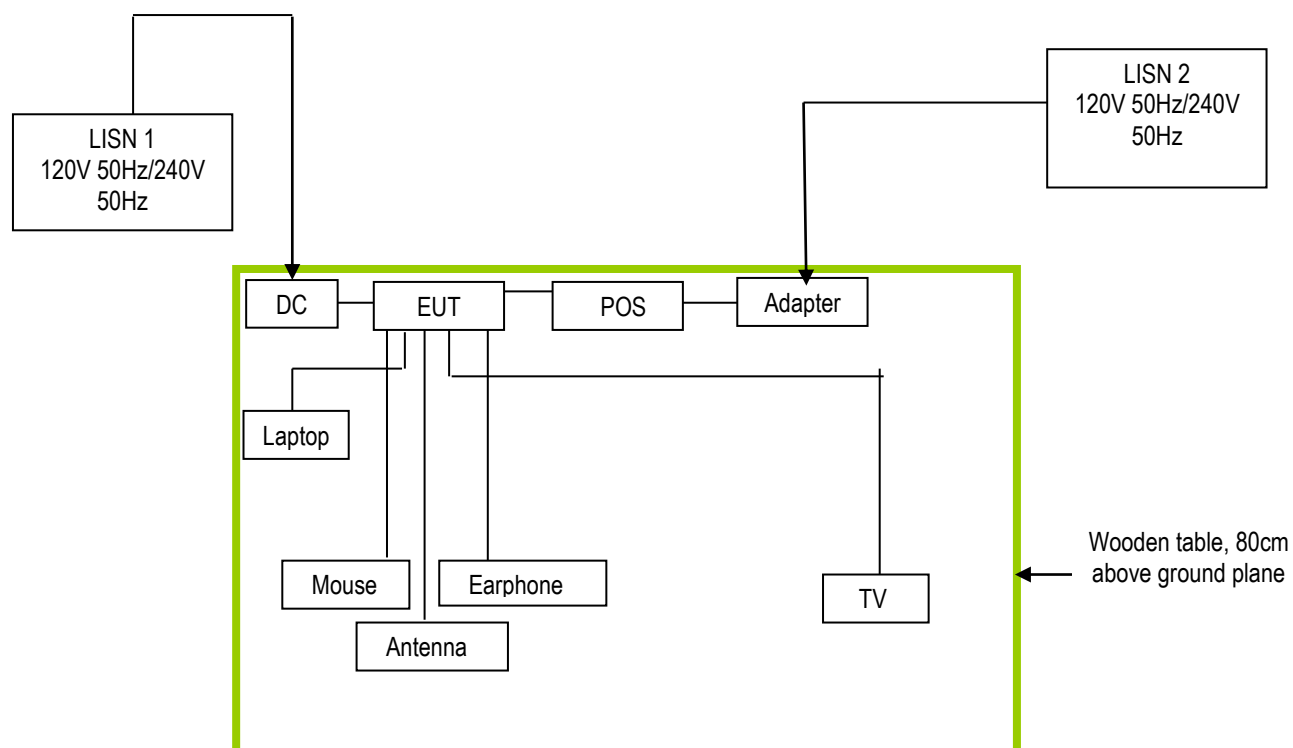 LISN 1
120V 50Hz/240V
50Hz
LISN 2
120V 50Hz/240V
50Hz
DC
EUT
POS
Adapter
Laptop
Mouse
Earphone
Antenna
TV
Wooden table, 80cm
above ground plane